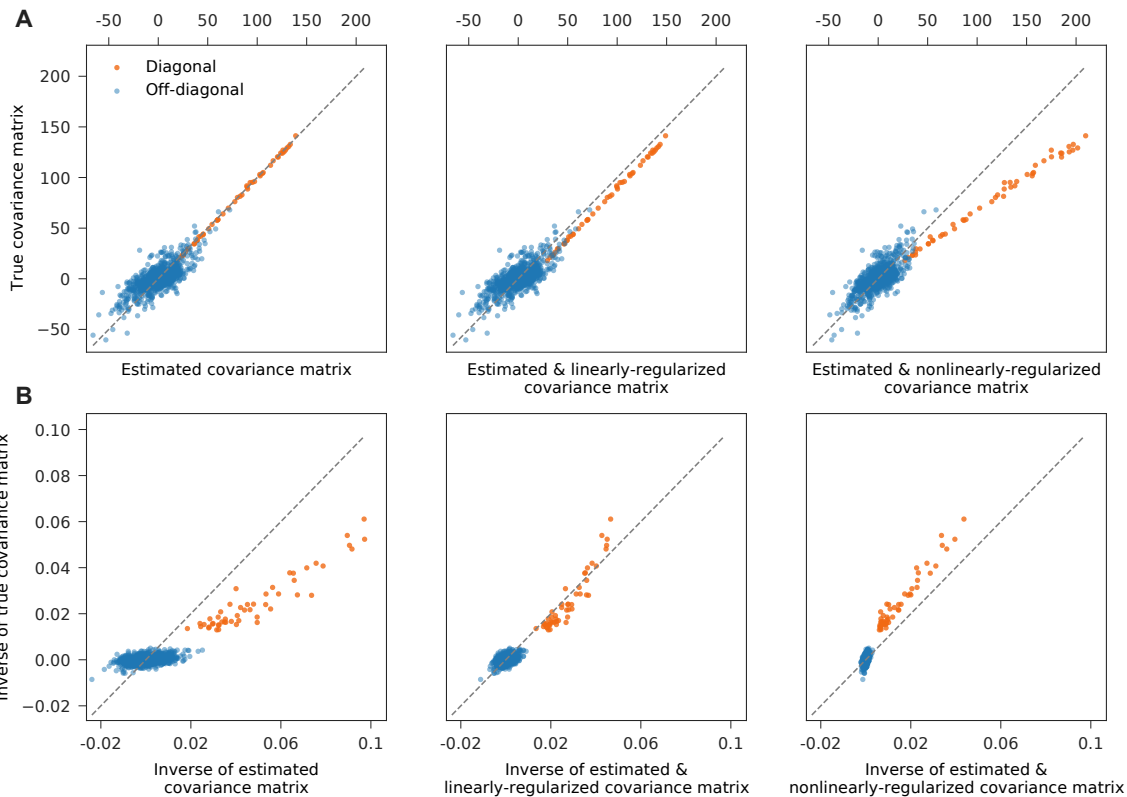 A
-50 0 50 100 150 200
-50 0 50 100 150 200
-50 0 50 100 150 200
Diagonal
Off-diagonal
200
150
100
50
0
−50
True covariance matrix
Estimated covariance matrix
Estimated & linearly-regularized
covariance matrix
Estimated & nonlinearly-regularized
covariance matrix
B
0.10
0.08
0.06
0.04
0.02
0.00
−0.02
Inverse of true covariance matrix
-0.02 0.02 0.06 0.1
-0.02 0.02 0.06 0.1
-0.02 0.02 0.06 0.1
Inverse of estimated
covariance matrix
Inverse of estimated &
linearly-regularized covariance matrix
Inverse of estimated &
nonlinearly-regularized covariance matrix